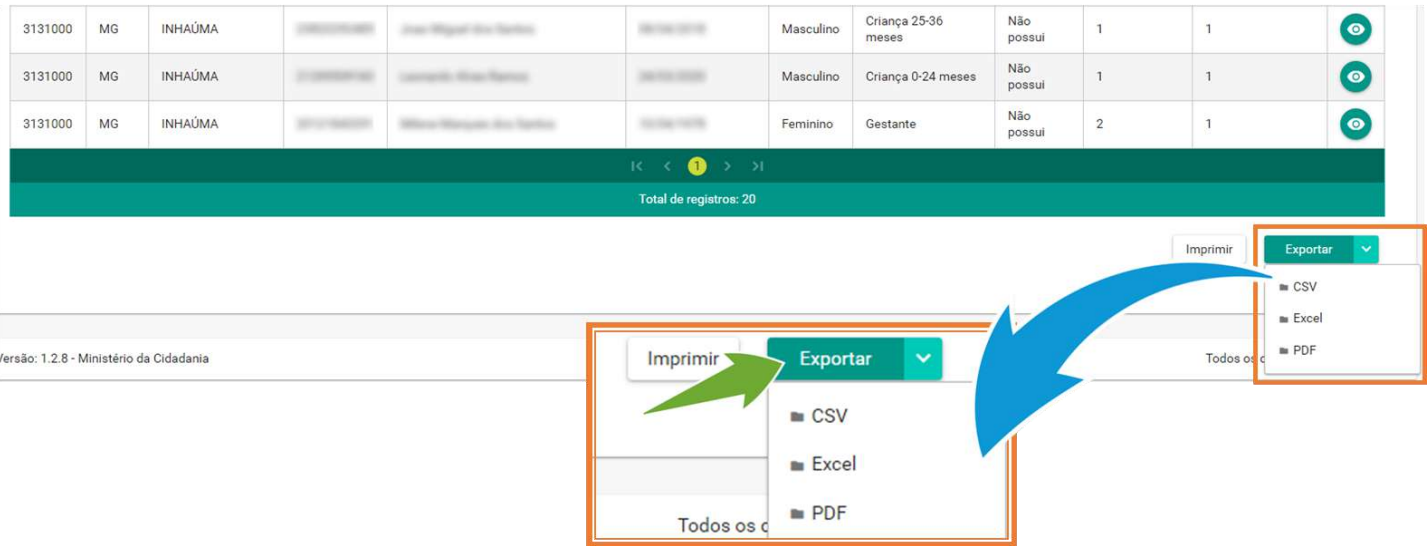 3131000 MG INHAÚMA Masculino Criança 25-36 meses Não possui 1 1
3131000 MG INHAÚMA Masculino Criança 0-24 meses Não possui 1 1
3131000 MG INHAÚMA Feminino Gestante Não possui 2 1
1
Total de registros: 20
Imprimir Exportar
CSV
Excel
PDF
Versão: 1.2.8 - Ministério da Cidadania
Todos os
Imprimir Exportar
CSV
Excel
PDF
Todos os